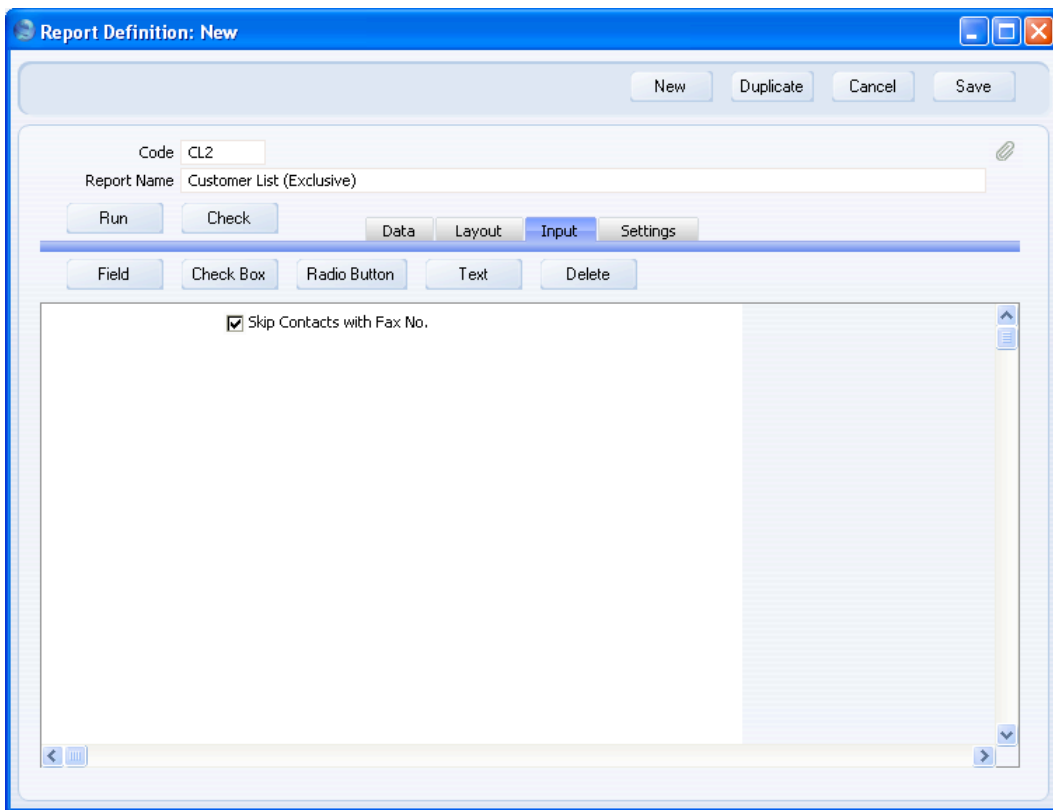 Report Definition: New
New Duplicate Cancel Save
Code CL2
Report Name Customer List (Exclusive)
Run Check Data Layout Input Settings
Field Check Box Radio Button Text Delete
Skip Contacts with Fax No.